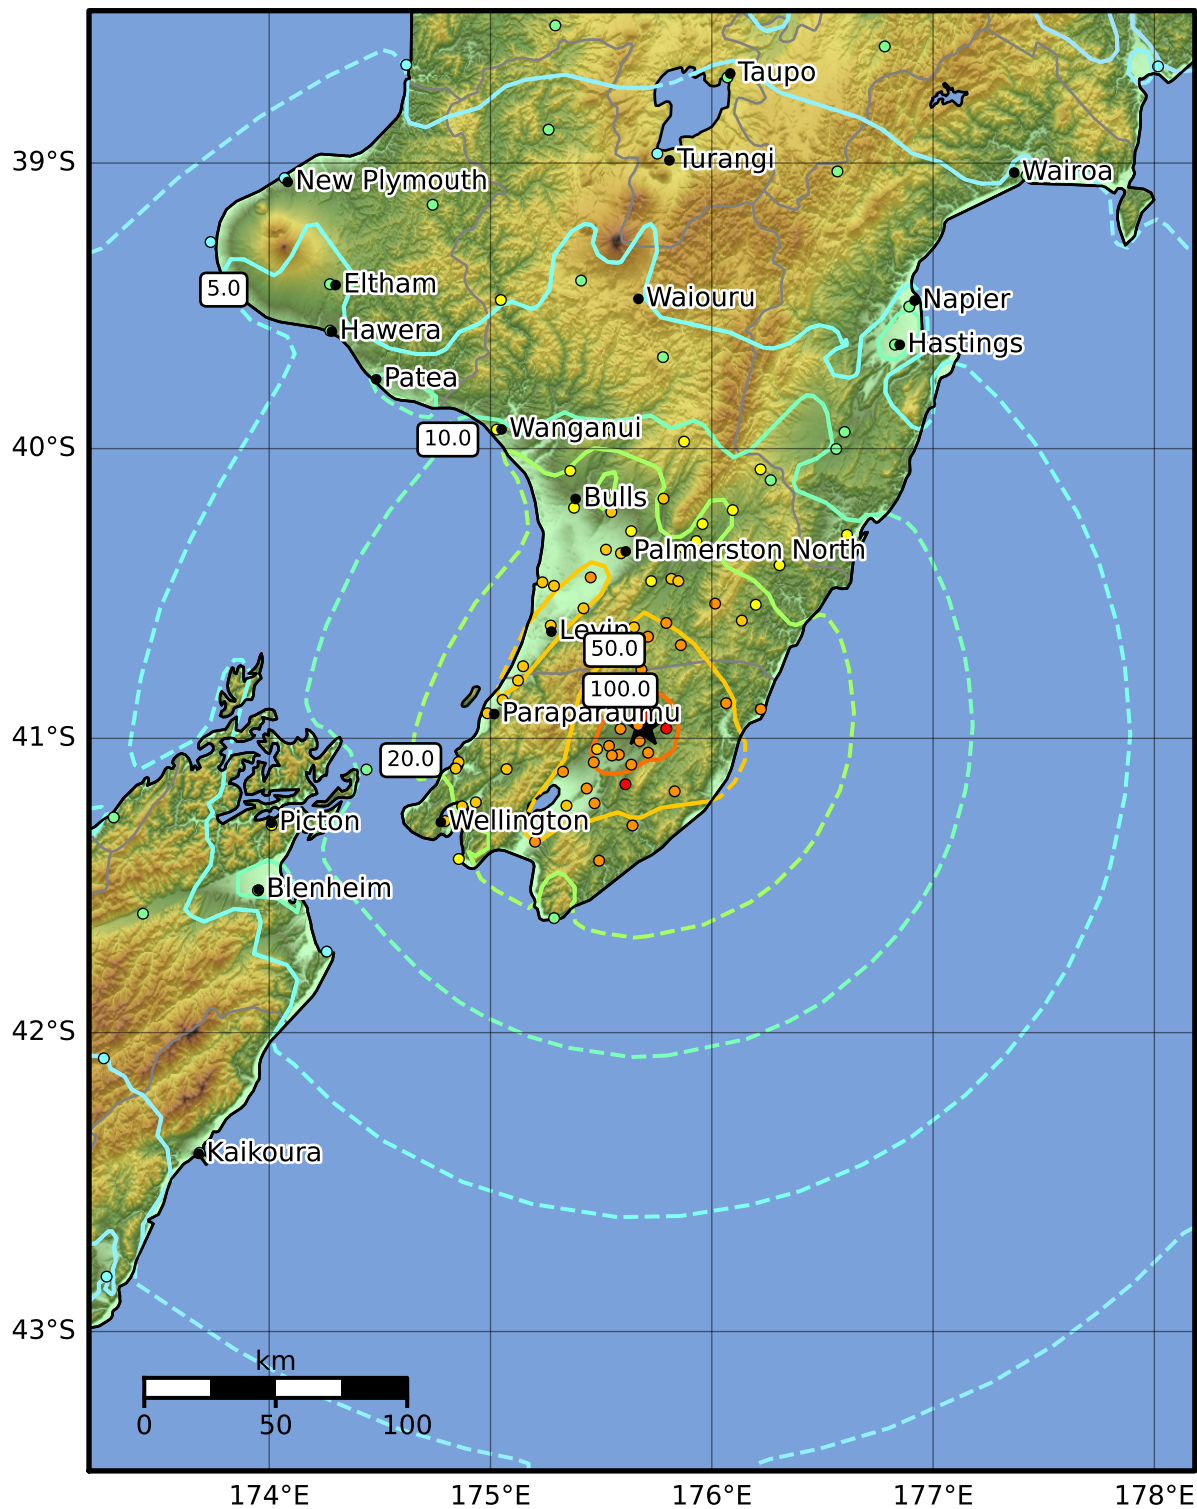 Taupo
39°S
Turangi
Wairoa
New Plymouth
5.0
Eltham
Waiouru
Napier
Hawera
Hastings
Patea
10.0
Wanganui
40°S
Bulls
Palmerston North
Levin
50.0
100.0
Paraparaumu
41°S
20.0
Picton
Wellington
Blenheim
42°S
Kaikoura
43°S
km
0 50 100
174°E 175°E 176°E 177°E 178°E